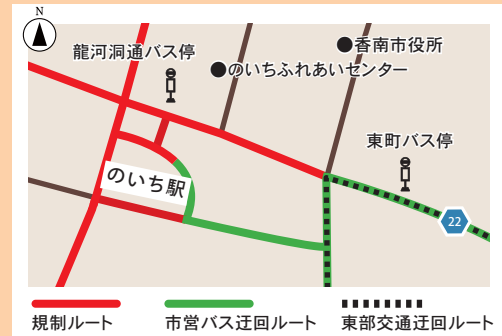 N
龍河洞通バス停
●香南市役所
●のいちふれあいセンター
東町バス停
のいち駅
22
規制ルート
市営バス迂回ルート
東部交通迂回ルート